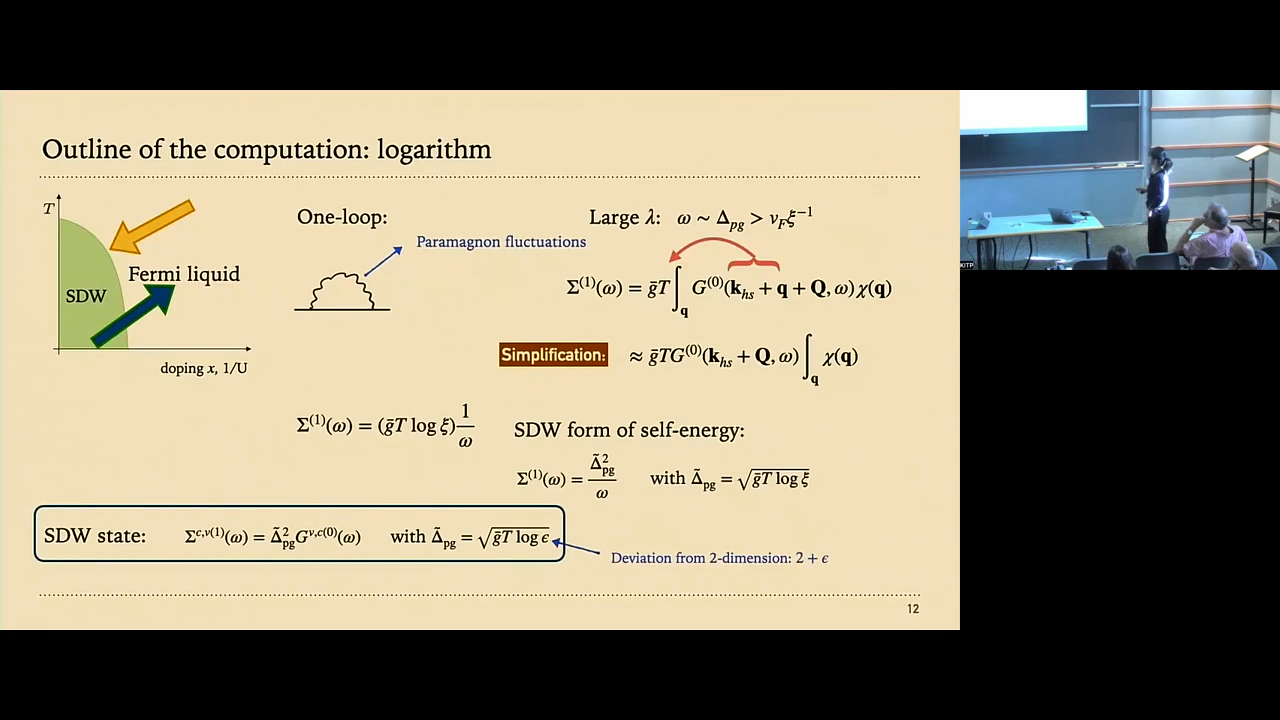 Outline of the computation: logarithm
T
SDW
Fermi liquid
doping x, 1/U
One-loop:
Paramagnon fluctuations
Large λ: ω ∼ Δ_pg > v_F ξ⁻¹
Σ⁽¹⁾(ω) = ḡT ∫_q G⁽⁰⁾(k_hs + q + Q, ω)χ(q)
Simplification: ≈ ḡTG⁽⁰⁾(k_hs + Q, ω) ∫_q χ(q)
Σ⁽¹⁾(ω) = (ḡT log ξ) 1/ω
SDW form of self-energy:
Σ⁽¹⁾(ω) = Δ̃²_pg/ω with Δ̃_pg = √(ḡT log ξ)
SDW state: Σ^{c,v(1)}(ω) = Δ̃²_pg G^{v,c(0)}(ω) with Δ̃_pg = √(ḡT log ϵ)
Deviation from 2-dimension: 2 + ϵ
12
KITP